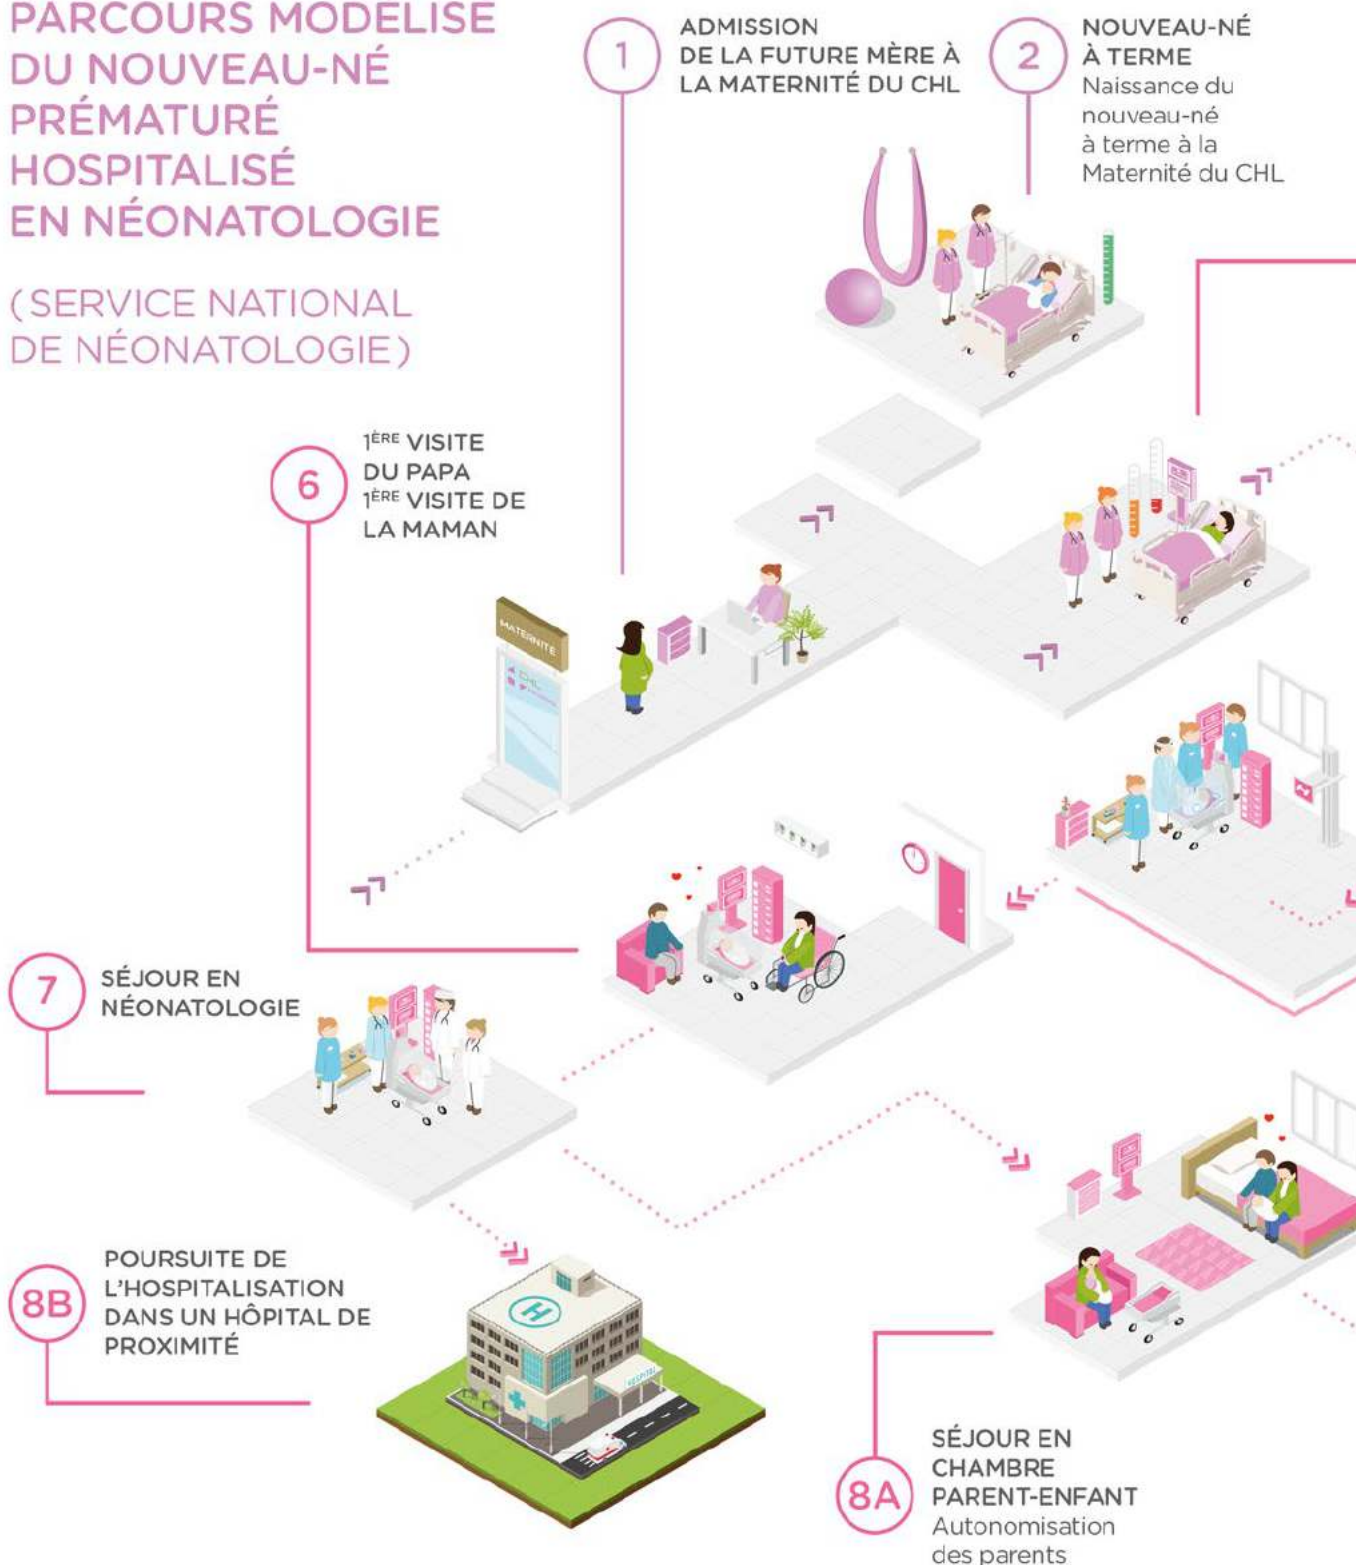 PARCOURS MODELISE
DU NOUVEAU-NÉ
PRÉMATURÉ
HOSPITALISÉ
EN NÉONATOLOGIE
(SERVICE NATIONAL
DE NÉONATOLOGIE)
1
ADMISSION
DE LA FUTURE MÈRE À
LA MATERNITÉ DU CHL
2
NOUVEAU-NÉ
À TERME
Naissance du
nouveau-né
à terme à la
Maternité du CHL
6
1ÈRE VISITE
DU PAPA
1ÈRE VISITE DE
LA MAMAN
MATERNITÉ
CHL
7
SÉJOUR EN
NÉONATOLOGIE
8B
POURSUITE DE
L'HOSPITALISATION
DANS UN HÔPITAL DE
PROXIMITÉ
H
HOSPITAL
8A
SÉJOUR EN
CHAMBRE
PARENT-ENFANT
Autonomisation
des parents